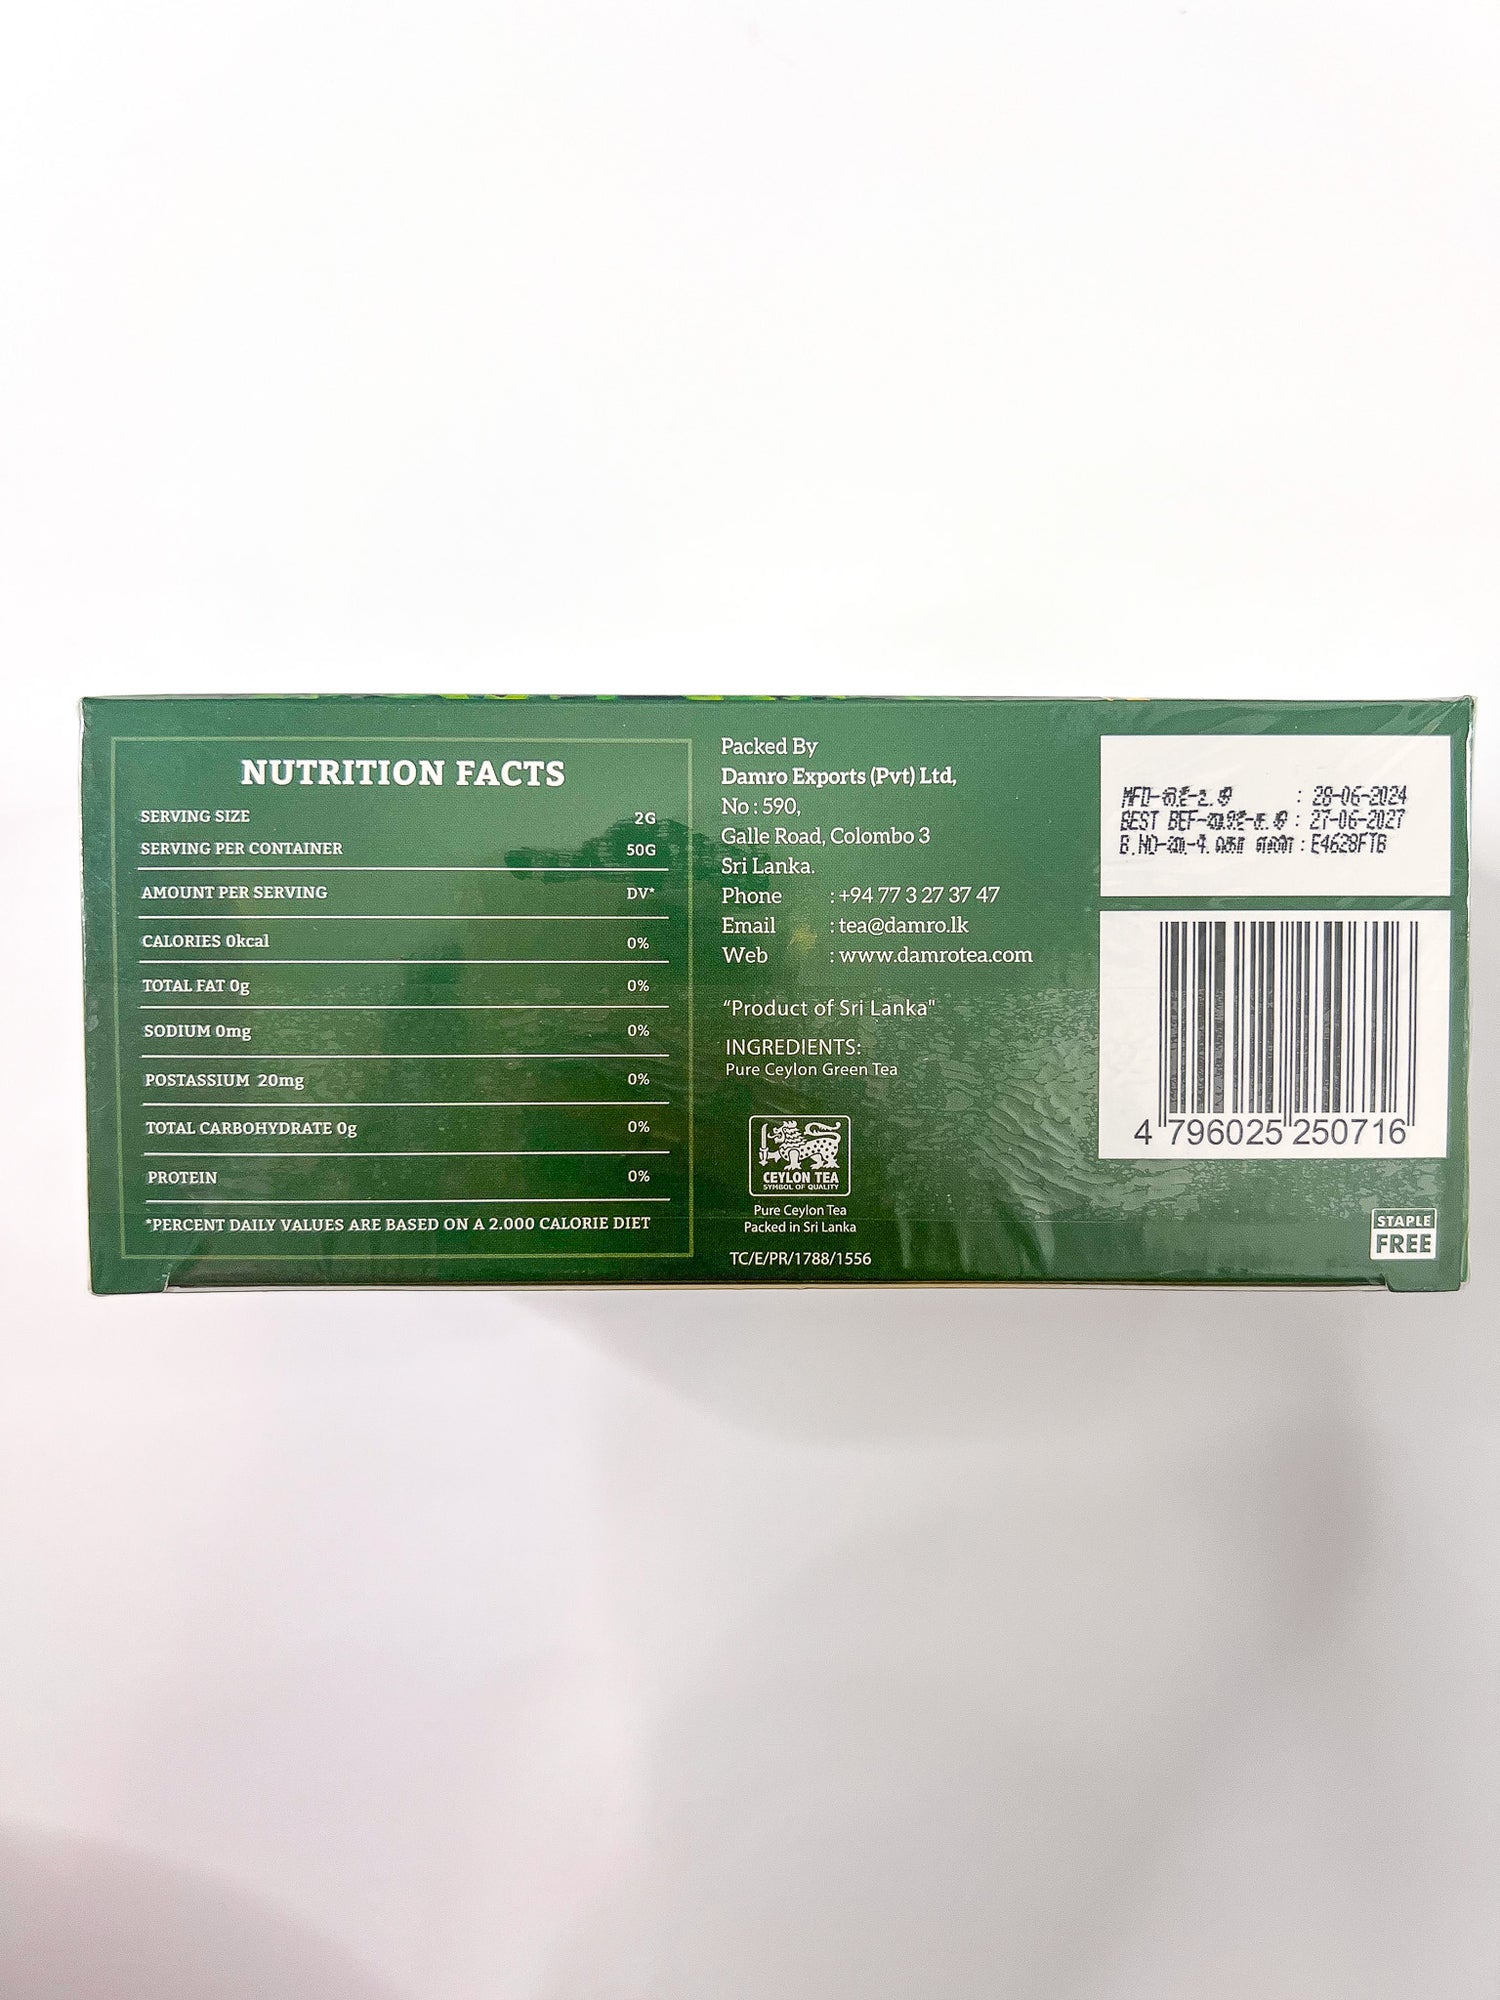 NUTRITION FACTS
SERVING SIZE 2G
SERVING PER CONTAINER 50G
AMOUNT PER SERVING DV*
CALORIES 0kcal 0%
TOTAL FAT 0g 0%
SODIUM 0mg 0%
POSTASSIUM 20mg 0%
TOTAL CARBOHYDRATE 0g 0%
PROTEIN 0%
*PERCENT DAILY VALUES ARE BASED ON A 2.000 CALORIE DIET
Packed By
Damro Exports (Pvt) Ltd,
No : 590,
Galle Road, Colombo 3
Sri Lanka.
Phone : +94 77 3 27 37 47
Email : tea@damro.lk
Web : www.damrotea.com
“Product of Sri Lanka"
INGREDIENTS:
Pure Ceylon Green Tea
CEYLON TEA
SYMBOL OF QUALITY
Pure Ceylon Tea
Packed in Sri Lanka
TC/E/PR/1788/1556
MFD : 28-06-2024
BEST BEF : 27-06-2027
B.NO : E4628FTB
4 796025 250716
STAPLE
FREE